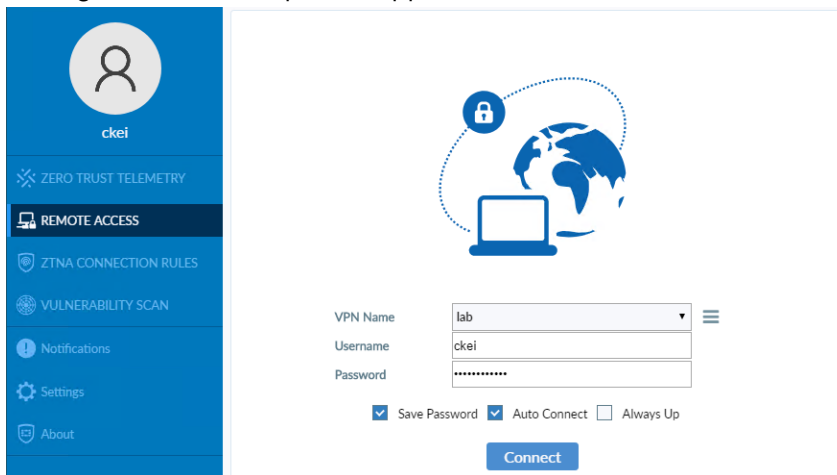 ckei
ZERO TRUST TELEMETRY
REMOTE ACCESS
ZTNA CONNECTION RULES
VULNERABILITY SCAN
Notifications
Settings
About
VPN Name lab
Username ckei
Password ••••••••••••
Save Password Auto Connect Always Up
Connect